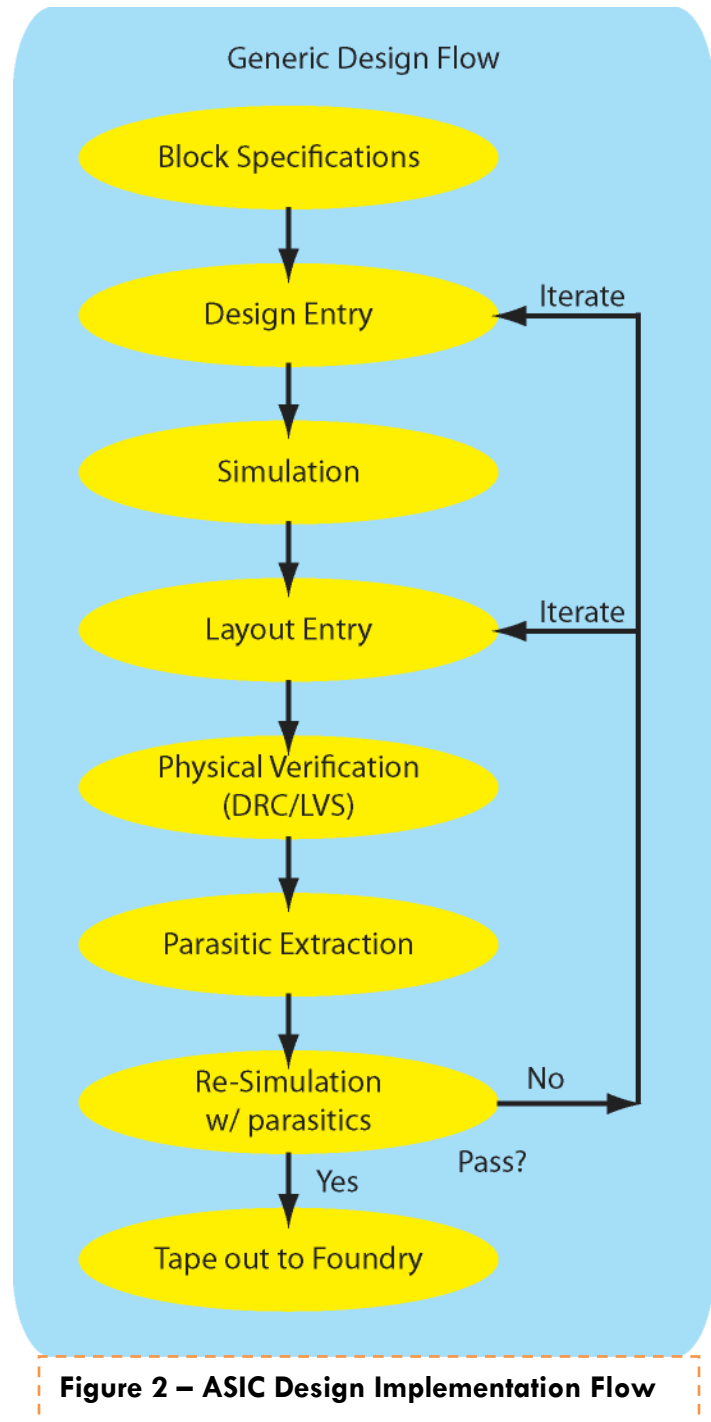 Generic Design Flow
Block Specifications
Design Entry
Iterate
Simulation
Layout Entry
Iterate
Physical Verification
(DRC/LVS)
Parasitic Extraction
Re-Simulation
w/ parasitics
No
Pass?
Yes
Tape out to Foundry
Figure 2 – ASIC Design Implementation Flow